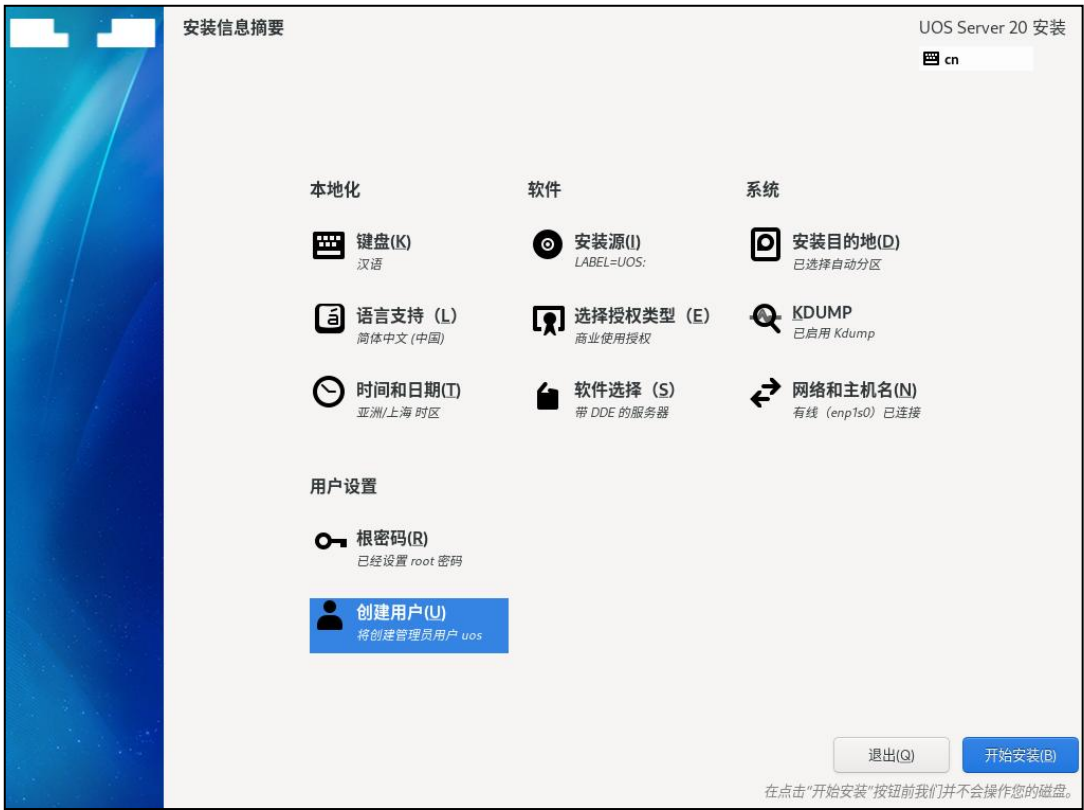 安装信息摘要
UOS Server 20 安装
cn
本地化
键盘(K)
汉语
语言支持（L）
简体中文 (中国)
时间和日期(T)
亚洲/上海 时区
软件
安装源(I)
LABEL=UOS:
选择授权类型（E）
商业使用授权
软件选择（S）
带 DDE 的服务器
系统
安装目的地(D)
已选择自动分区
KDUMP
已启用 Kdump
网络和主机名(N)
有线（enp1s0）已连接
用户设置
根密码(R)
已经设置 root 密码
创建用户(U)
将创建管理员用户 uos
退出(Q)
开始安装(B)
在点击“开始安装”按钮前我们并不会操作您的磁盘。